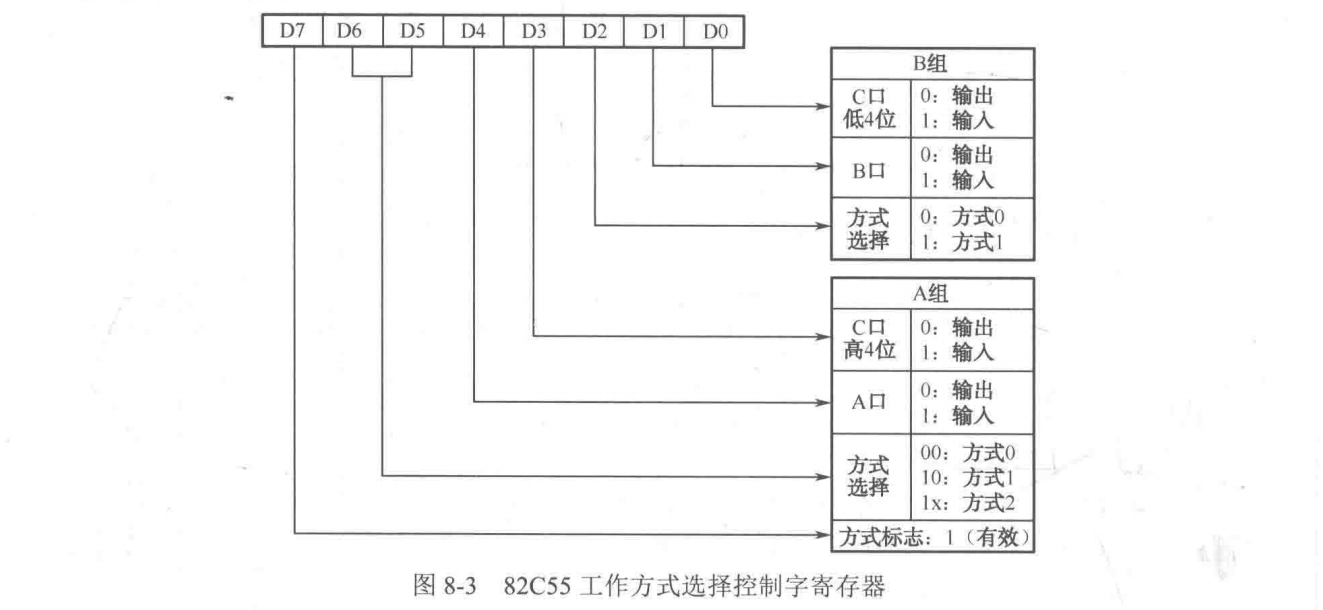 D7 D6 D5 D4 D3 D2 D1 D0
B组
C口
低4位
0：输出
1：输入
B口
0：输出
1：输入
方式
选择
0：方式0
1：方式1
A组
C口
高4位
0：输出
1：输入
A口
0：输出
1：输入
方式
选择
00：方式0
10：方式1
1x：方式2
方式标志：1（有效）
图 8-3 82C55 工作方式选择控制字寄存器